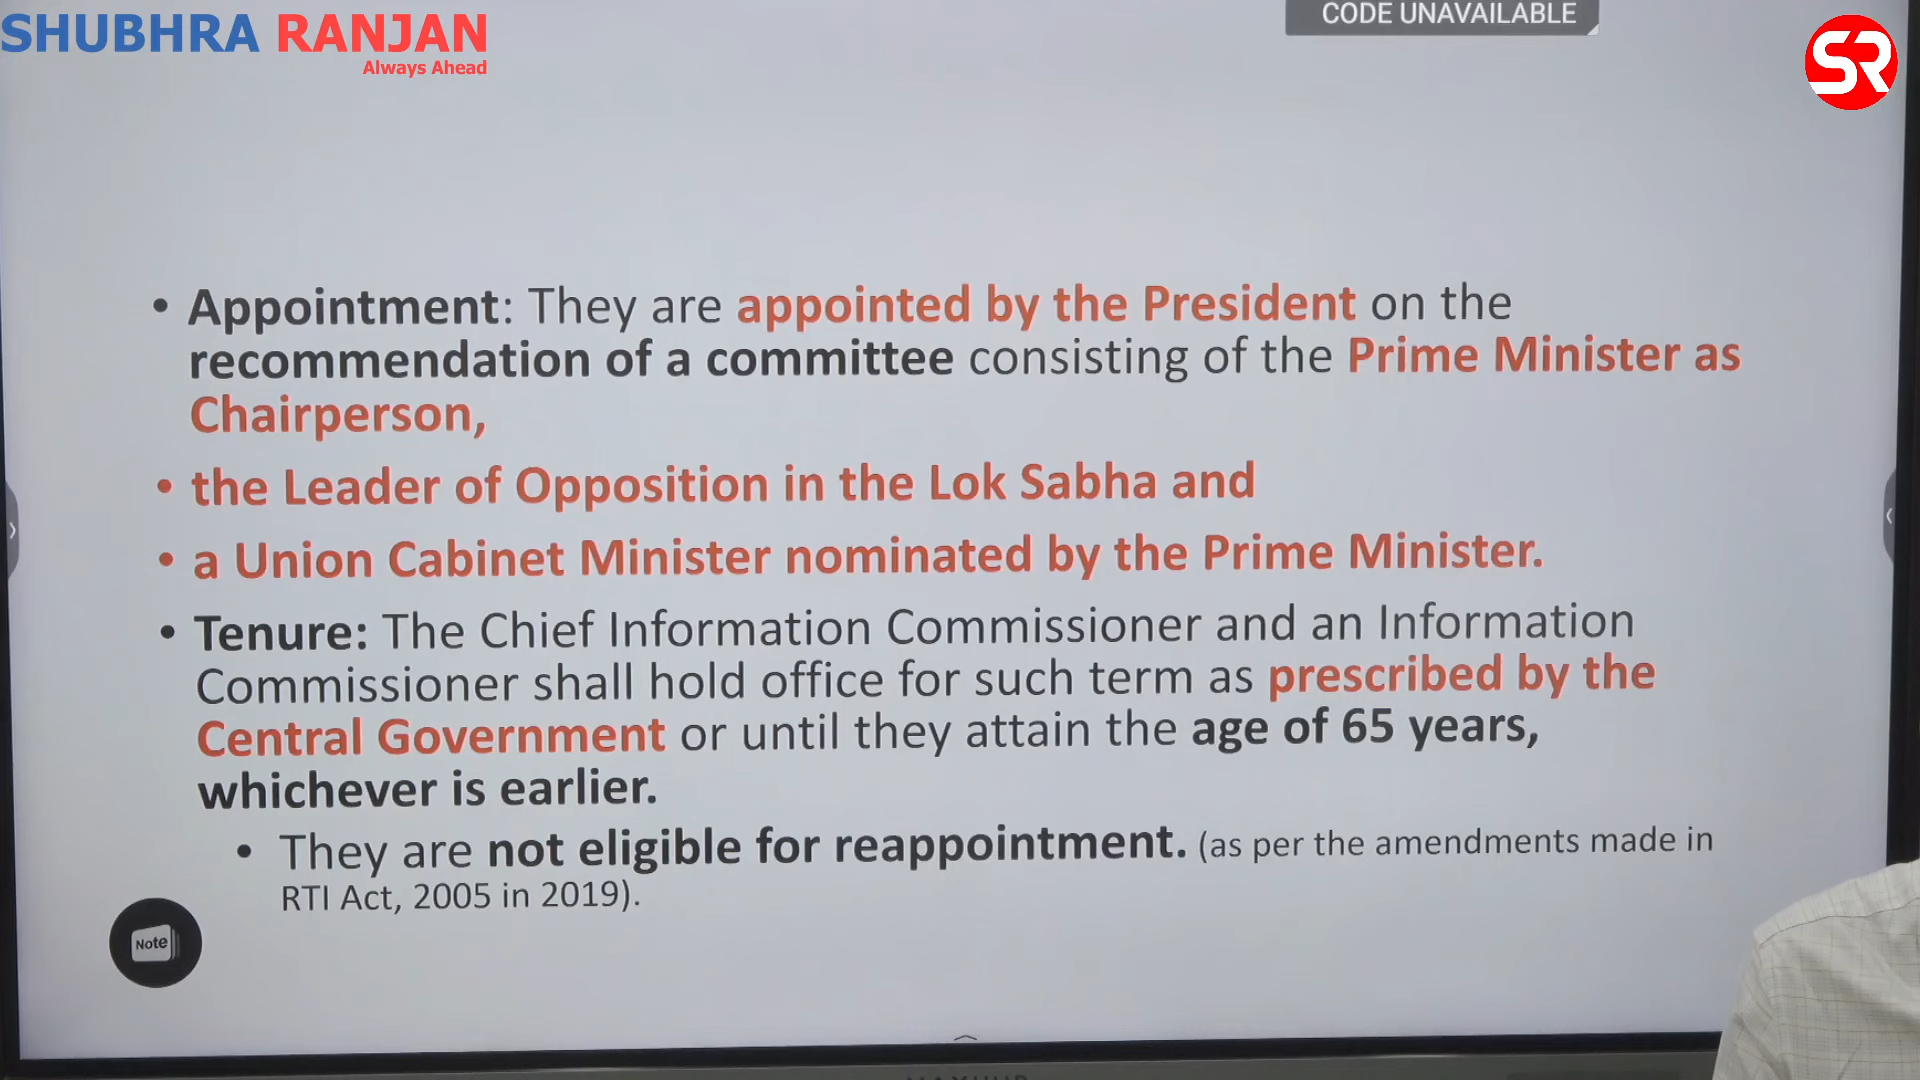 SHUBHRA RANJAN
Always Ahead
CODE UNAVAILABLE
SR
• Appointment: They are appointed by the President on the
recommendation of a committee consisting of the Prime Minister as
Chairperson,
• the Leader of Opposition in the Lok Sabha and
• a Union Cabinet Minister nominated by the Prime Minister.
• Tenure: The Chief Information Commissioner and an Information
Commissioner shall hold office for such term as prescribed by the
Central Government or until they attain the age of 65 years,
whichever is earlier.
• They are not eligible for reappointment. (as per the amendments made in
RTI Act, 2005 in 2019).
Note